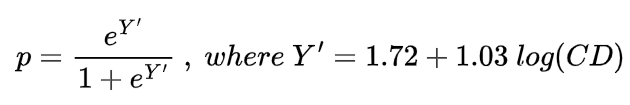 p = e^{Y'} / (1 + e^{Y'}) , where Y' = 1.72 + 1.03 log(CD)